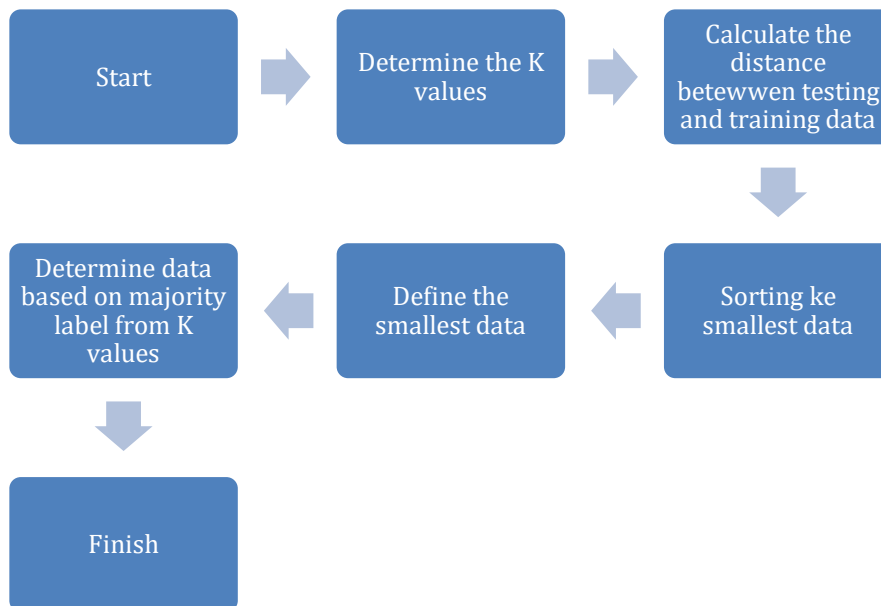 Start
Determine the K
values
Calculate the
distance
betewwen testing
and training data
Sorting ke
smallest data
Define the
smallest data
Determine data
based on majority
label from K
values
Finish